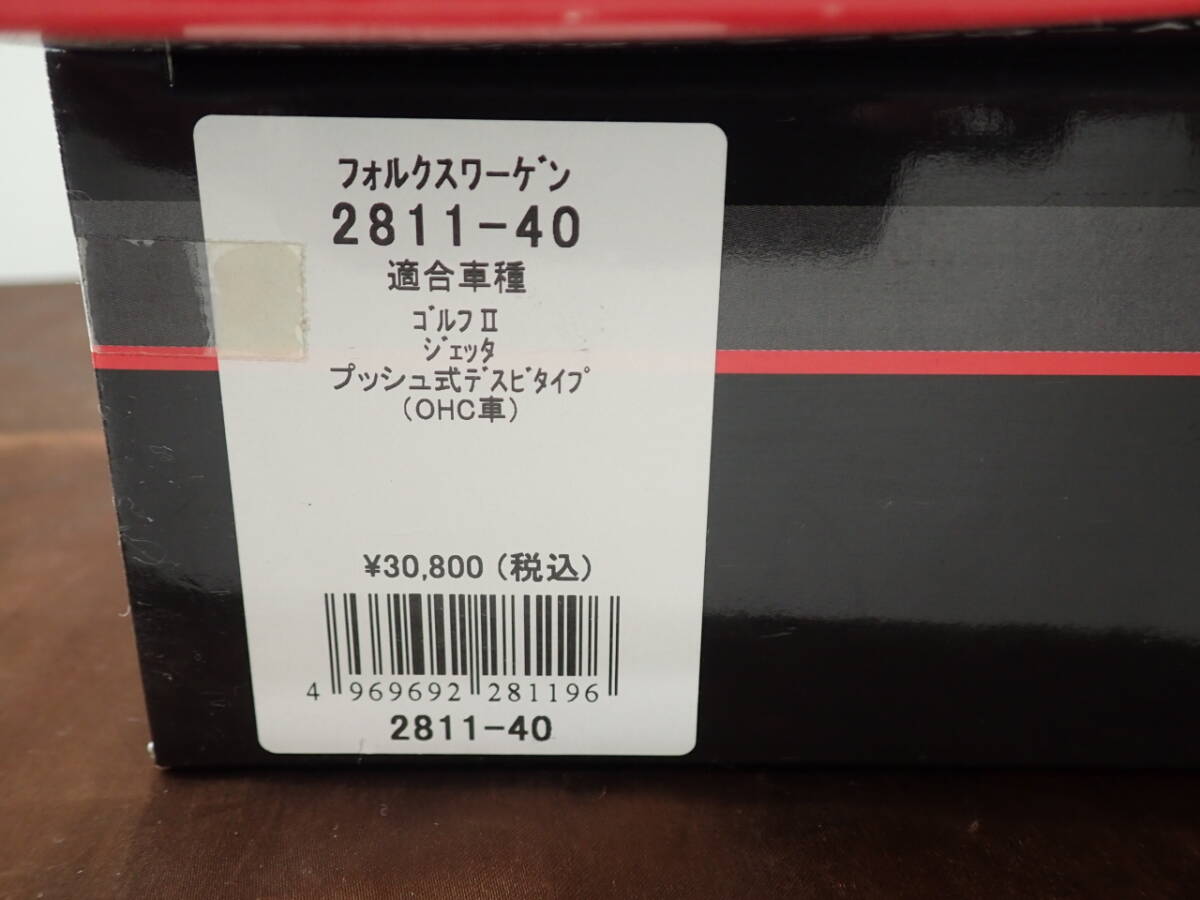 フォルクスワーゲン
2811-40
適合車種
ゴルフⅡ
ジェッタ
プッシュ式デスビタイプ
(OHC車)
¥30,800 (税込)
4 969692 281196
2811-40